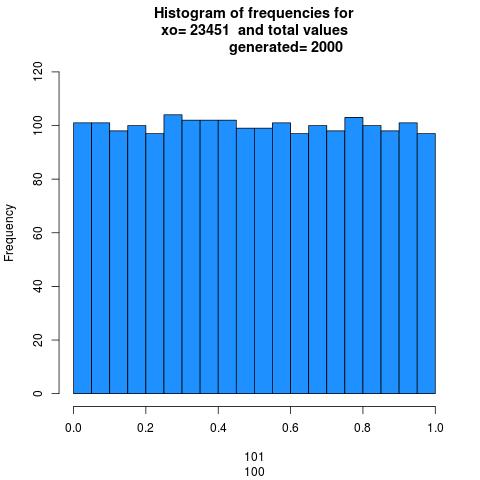 Histogram of frequencies for
xo= 23451 and total values
generated= 2000
120
100
80
60
40
20
0
Frequency
0.0 0.2 0.4 0.6 0.8 1.0
101
100